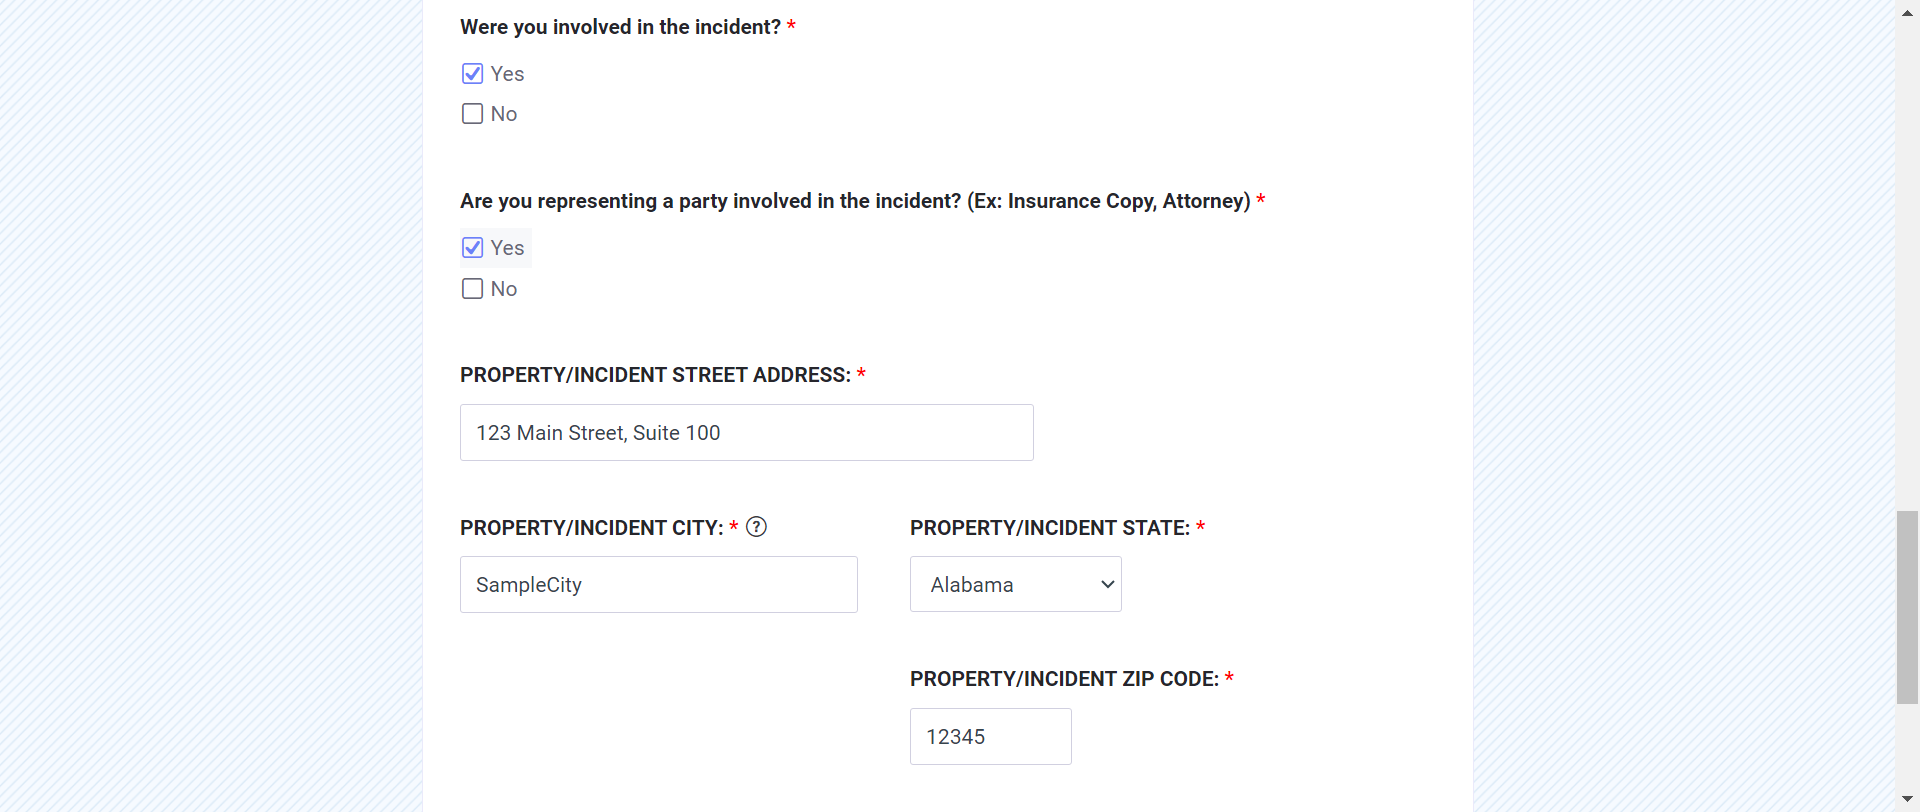 Were you involved in the incident? *
Yes
No
Are you representing a party involved in the incident? (Ex: Insurance Copy, Attorney) *
Yes
No
PROPERTY/INCIDENT STREET ADDRESS: *
123 Main Street, Suite 100
PROPERTY/INCIDENT CITY: * ?
PROPERTY/INCIDENT STATE: *
SampleCity
Alabama
PROPERTY/INCIDENT ZIP CODE: *
12345